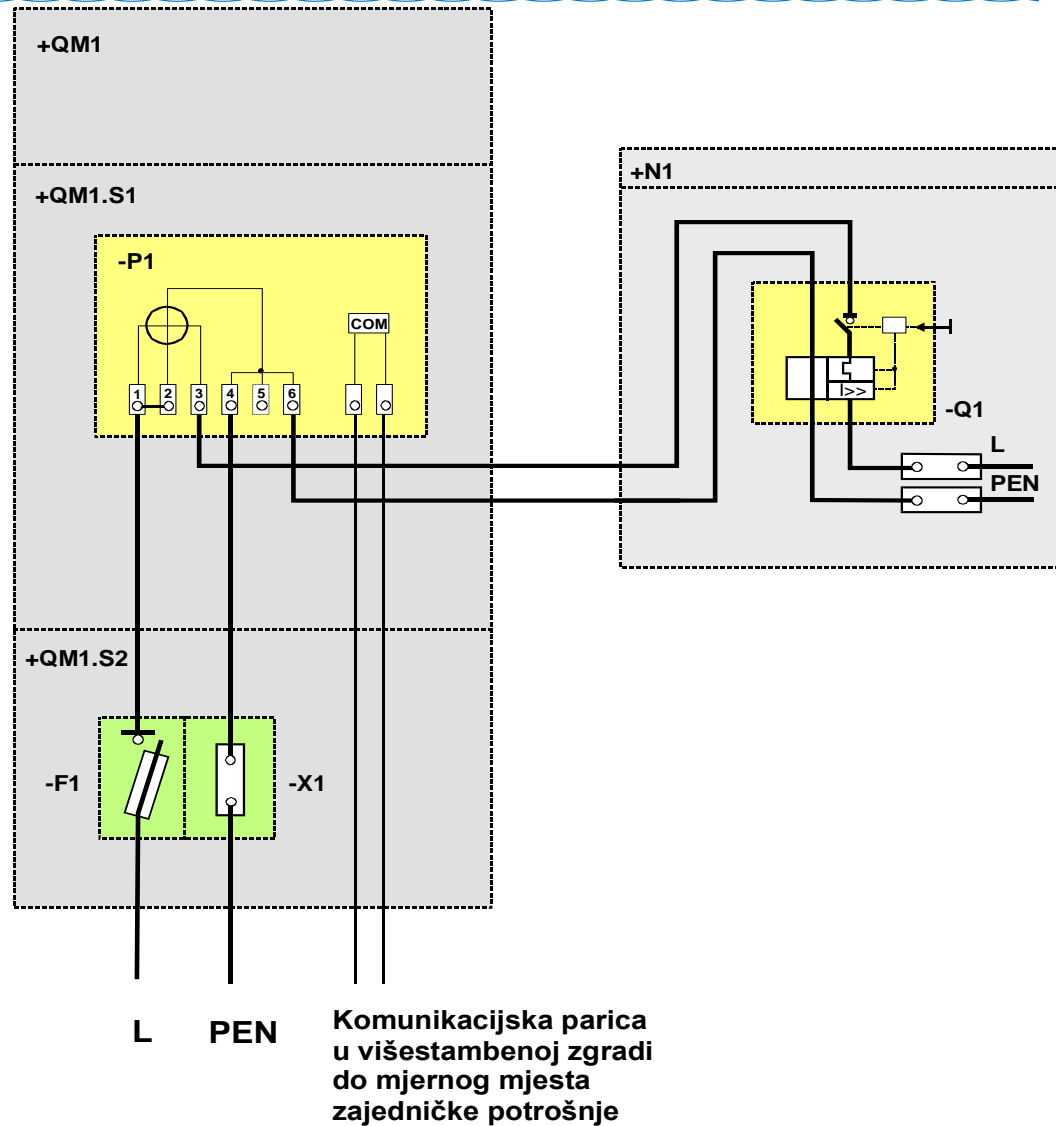 +QM1
+N1
+QM1.S1
-P1
COM
1 2 3 4 5 6
I>>
-Q1
L
PEN
+QM1.S2
-F1
-X1
L PEN
Komunikacijska parica
u višestambenoj zgradi
do mjernog mjesta
zajedničke potrošnje